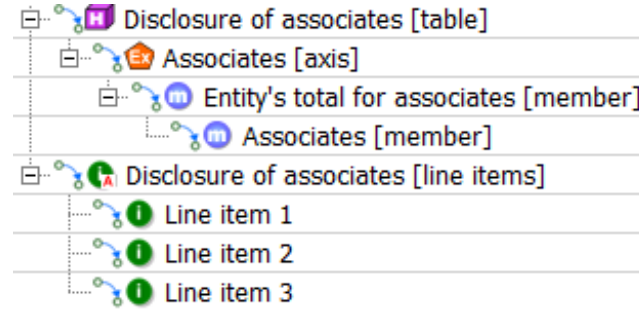 H Disclosure of associates [table]
Ex Associates [axis]
m Entity's total for associates [member]
m Associates [member]
i A Disclosure of associates [line items]
i Line item 1
i Line item 2
i Line item 3